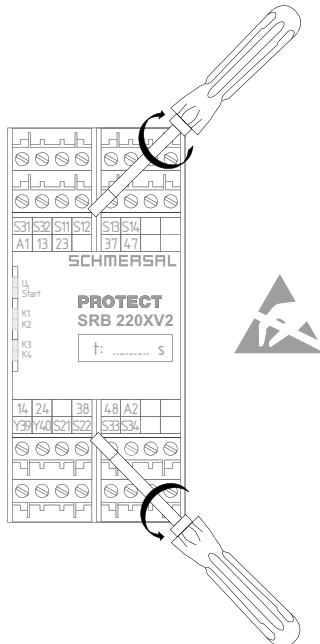 S31 S32 S11 S12 S13 S14
A1 13 23 37 47
SCHMERSAL
Ui
Start
K1
K2
PROTECT
SRB 220XV2
K3
K4
t: ............ s
14 24 38 48 A2
Y39 Y40 S21 S22 S33 S34